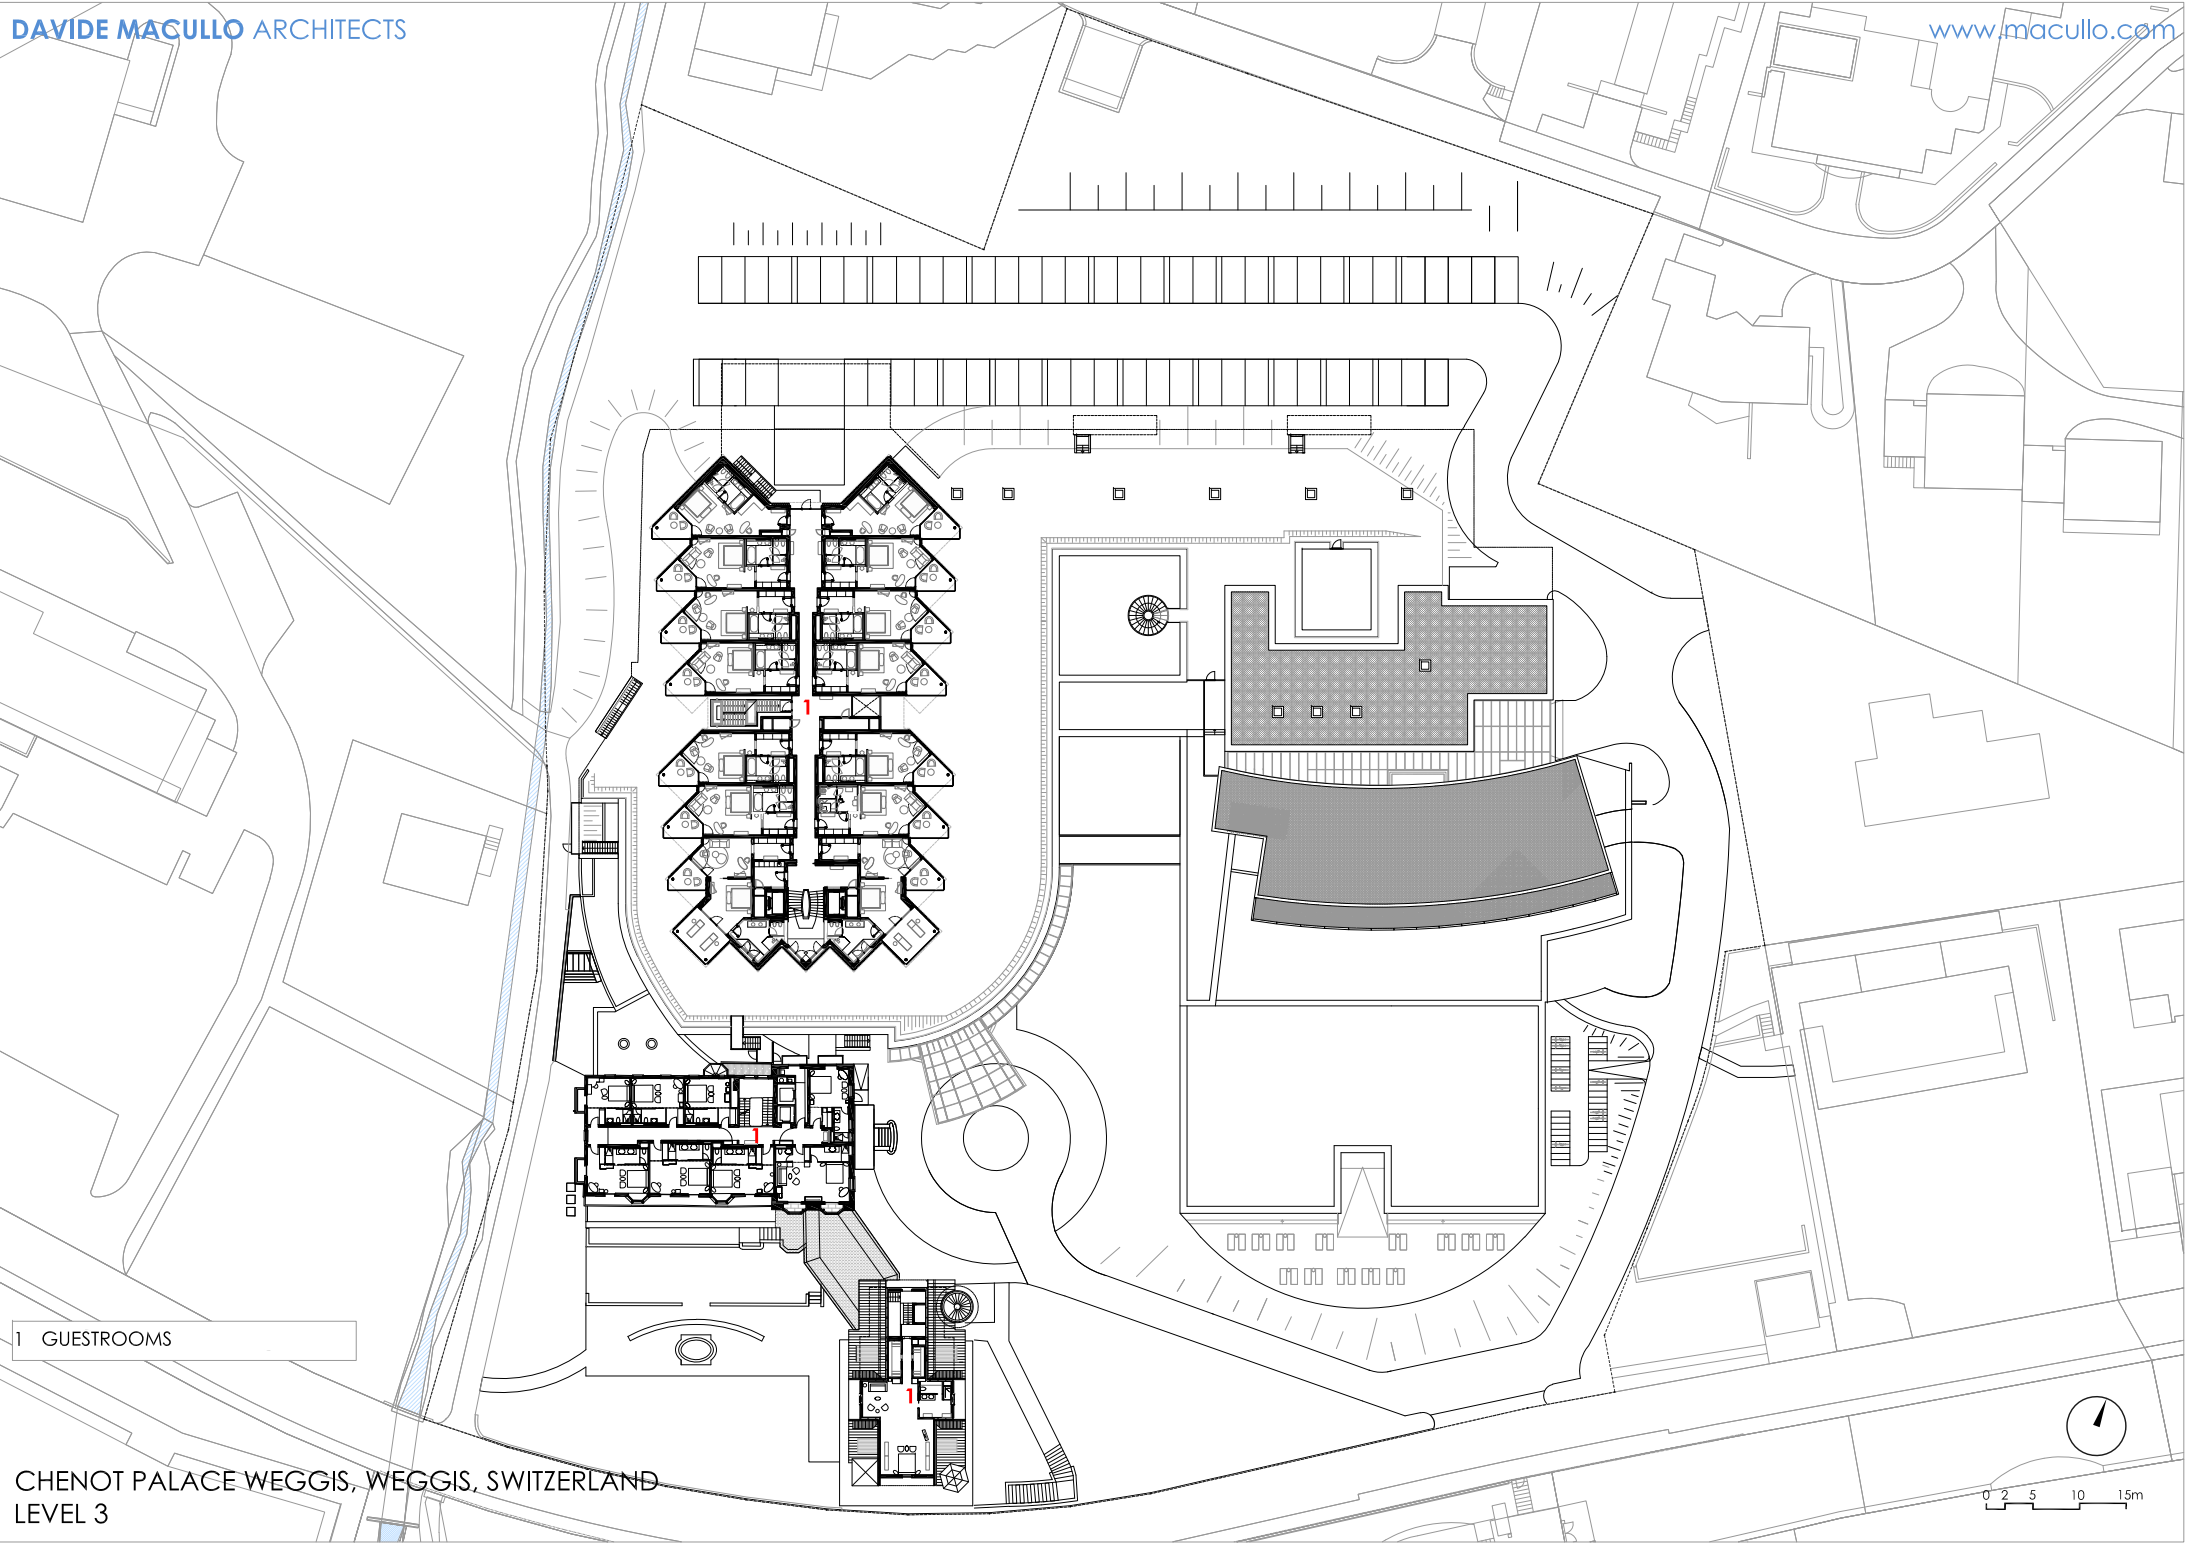 DAVIDE MACULLO ARCHITECTS
www.macullo.com
1
1
1
1 GUESTROOMS
CHENOT PALACE WEGGIS, WEGGIS, SWITZERLAND
LEVEL 3
0 2 5 10 15m